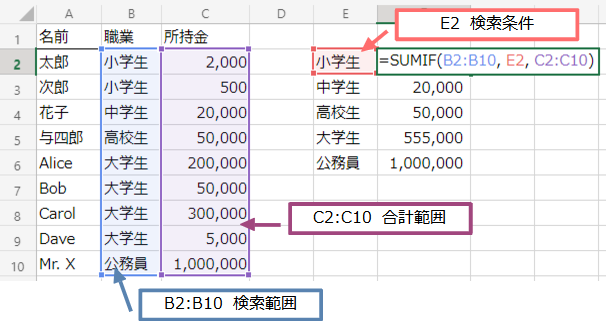 E2 検索条件
A B C D E
1 名前 職業 所持金
2 太郎 小学生 2,000 小学生 =SUMIF(B2:B10, E2, C2:C10)
3 次郎 小学生 500 中学生 20,000
4 花子 中学生 20,000 高校生 50,000
5 与四郎 高校生 50,000 大学生 555,000
6 Alice 大学生 200,000 公務員 1,000,000
7 Bob 大学生 50,000
8 Carol 大学生 300,000
C2:C10 合計範囲
9 Dave 大学生 5,000
10 Mr. X 公務員 1,000,000
B2:B10 検索範囲